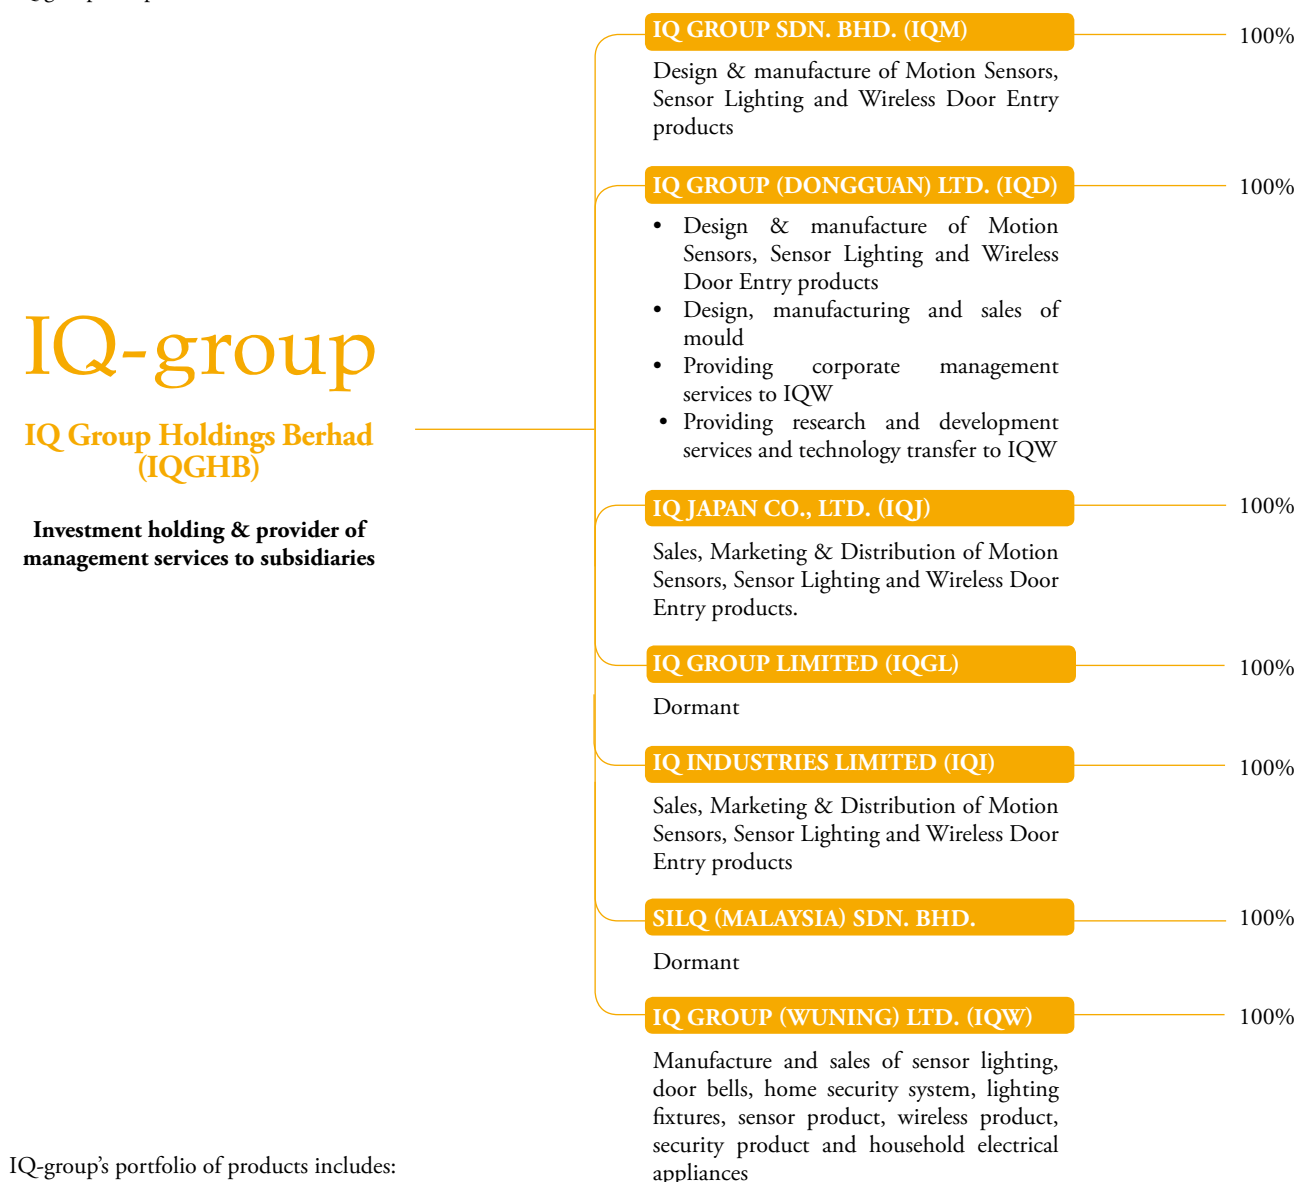 IQ GROUP SDN. BHD. (IQM)
100%
Design & manufacture of Motion Sensors,
Sensor Lighting and Wireless Door Entry
products
IQ GROUP (DONGGUAN) LTD. (IQD)
100%
• Design & manufacture of Motion
Sensors, Sensor Lighting and Wireless
Door Entry products
• Design, manufacturing and sales of
mould
• Providing corporate management
services to IQW
• Providing research and development
services and technology transfer to IQW
IQ-group
IQ Group Holdings Berhad
(IQGHB)
Investment holding & provider of
management services to subsidiaries
IQ JAPAN CO., LTD. (IQJ)
100%
Sales, Marketing & Distribution of Motion
Sensors, Sensor Lighting and Wireless Door
Entry products.
IQ GROUP LIMITED (IQGL)
100%
Dormant
IQ INDUSTRIES LIMITED (IQI)
100%
Sales, Marketing & Distribution of Motion
Sensors, Sensor Lighting and Wireless Door
Entry products
SILQ (MALAYSIA) SDN. BHD.
100%
Dormant
IQ GROUP (WUNING) LTD. (IQW)
100%
Manufacture and sales of sensor lighting,
door bells, home security system, lighting
fixtures, sensor product, wireless product,
security product and household electrical
appliances
IQ-group's portfolio of products includes: